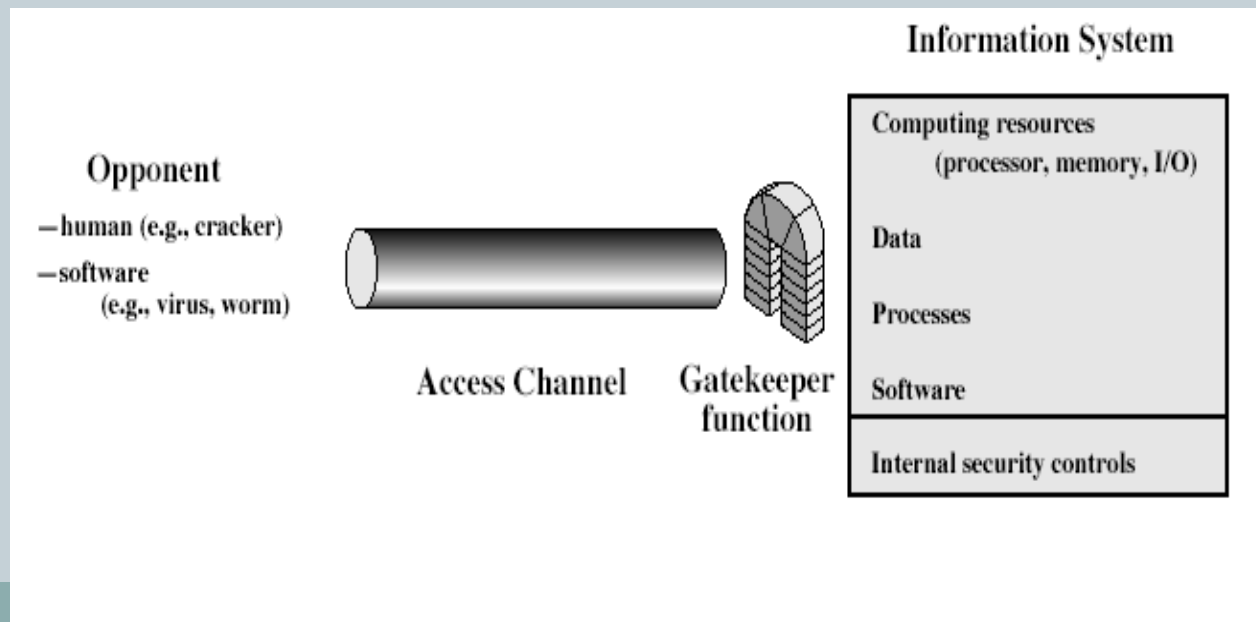 Information System
Opponent
—human (e.g., cracker)
—software
(e.g., virus, worm)
Access Channel
Gatekeeper
function
Computing resources
(processor, memory, I/O)
Data
Processes
Software
Internal security controls